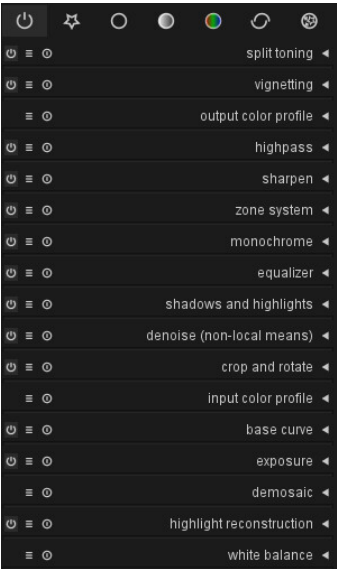 split toning
vignetting
output color profile
highpass
sharpen
zone system
monochrome
equalizer
shadows and highlights
denoise (non-local means)
crop and rotate
input color profile
base curve
exposure
demosaic
highlight reconstruction
white balance